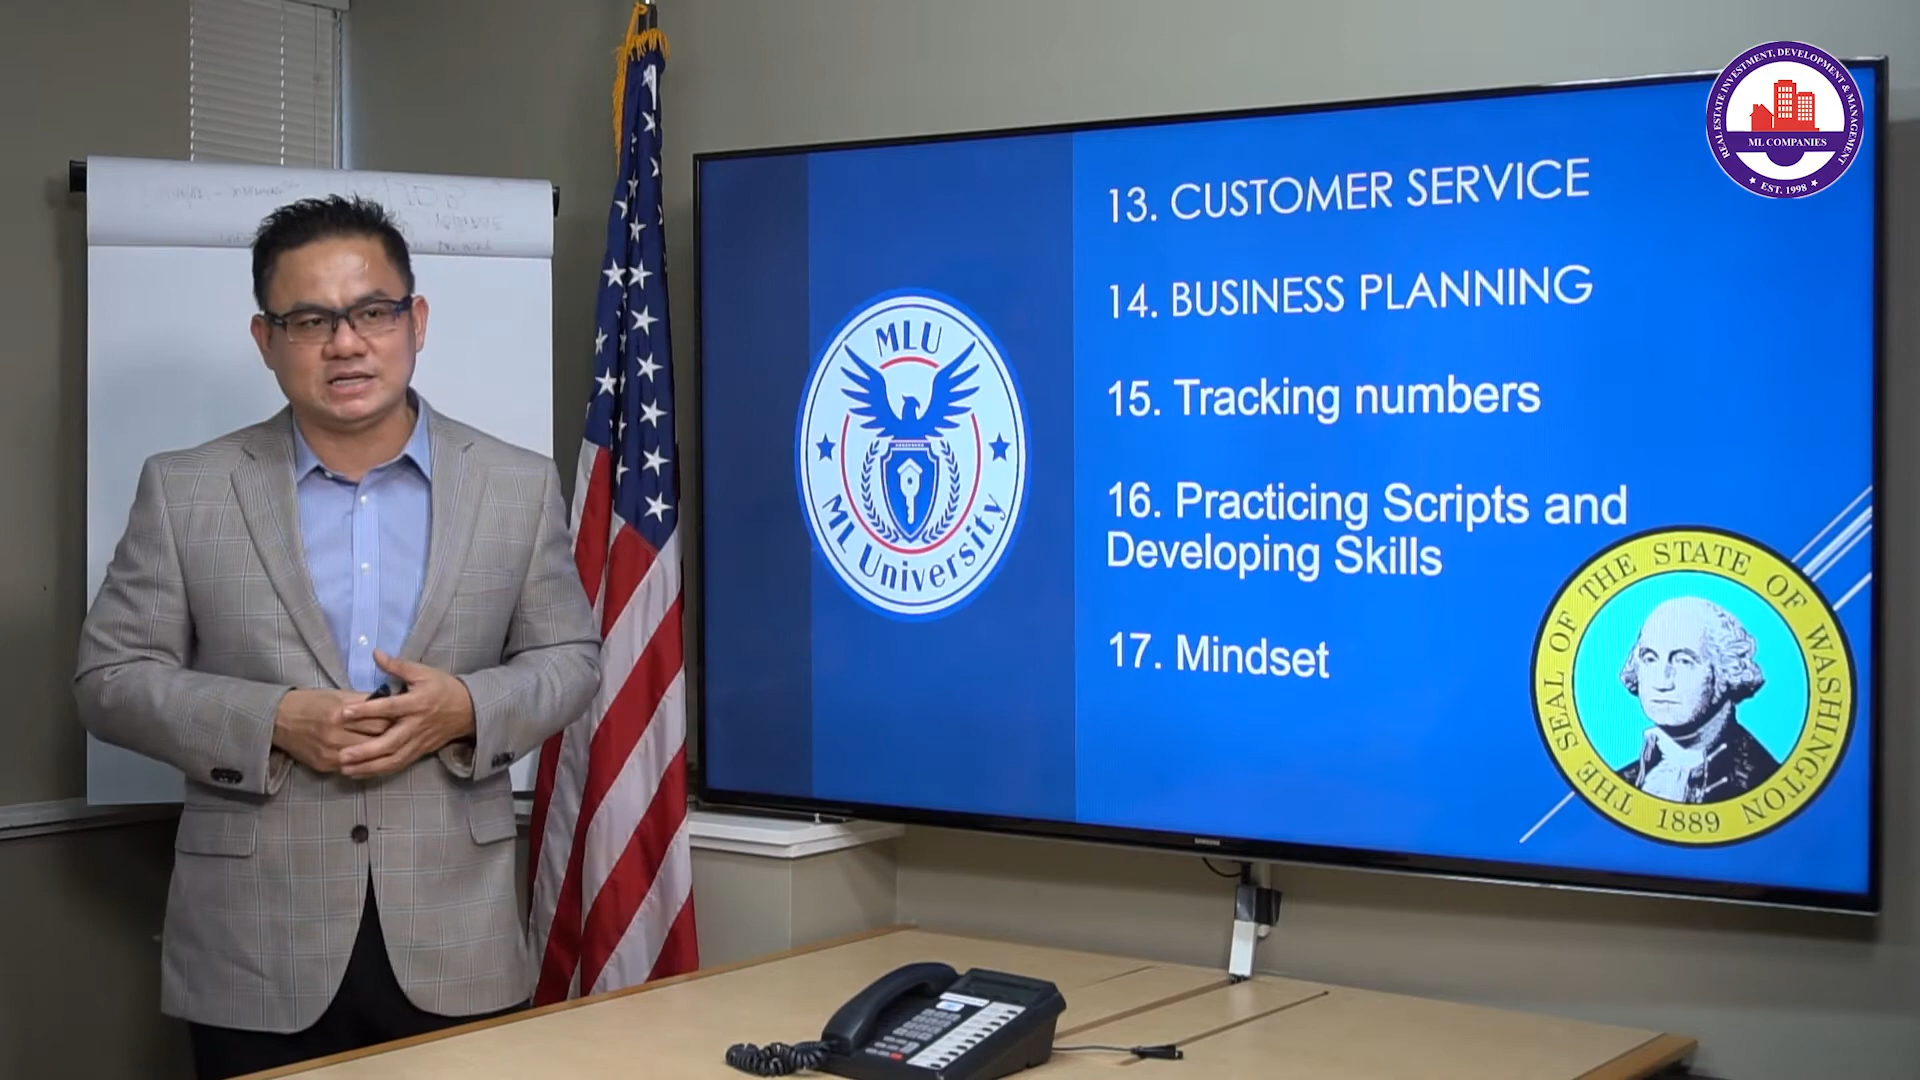 REAL ESTATE INVESTMENT, DEVELOPMENT & MANAGEMENT
ML COMPANIES
EST. 1998
13. CUSTOMER SERVICE
14. BUSINESS PLANNING
15. Tracking numbers
16. Practicing Scripts and
Developing Skills
17. Mindset
MLU
ML University
THE SEAL OF THE STATE OF WASHINGTON
1889
SAMSUNG